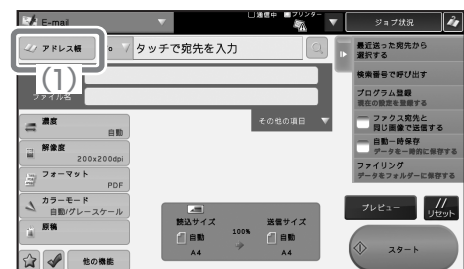 E-mail
通信中
プリンター
ジョブ状況
アドレス帳
o
タッチで宛先を入力
(1)
ファイル名
その他の項目
濃度
自動
解像度
200x200dpi
フォーマット
PDF
カラーモード
自動/グレースケール
原稿
他の機能
読込サイズ
自動
A4
100%
送信サイズ
自動
A4
最近送った宛先から
選択する
検索番号で呼び出す
プログラム登録
現在の設定を登録する
ファクス宛先と
同じ画像で送信する
自動一時保存
データを一時的に保存する
ファイリング
データをフォルダーに保存する
プレビュー
リセット
スタート